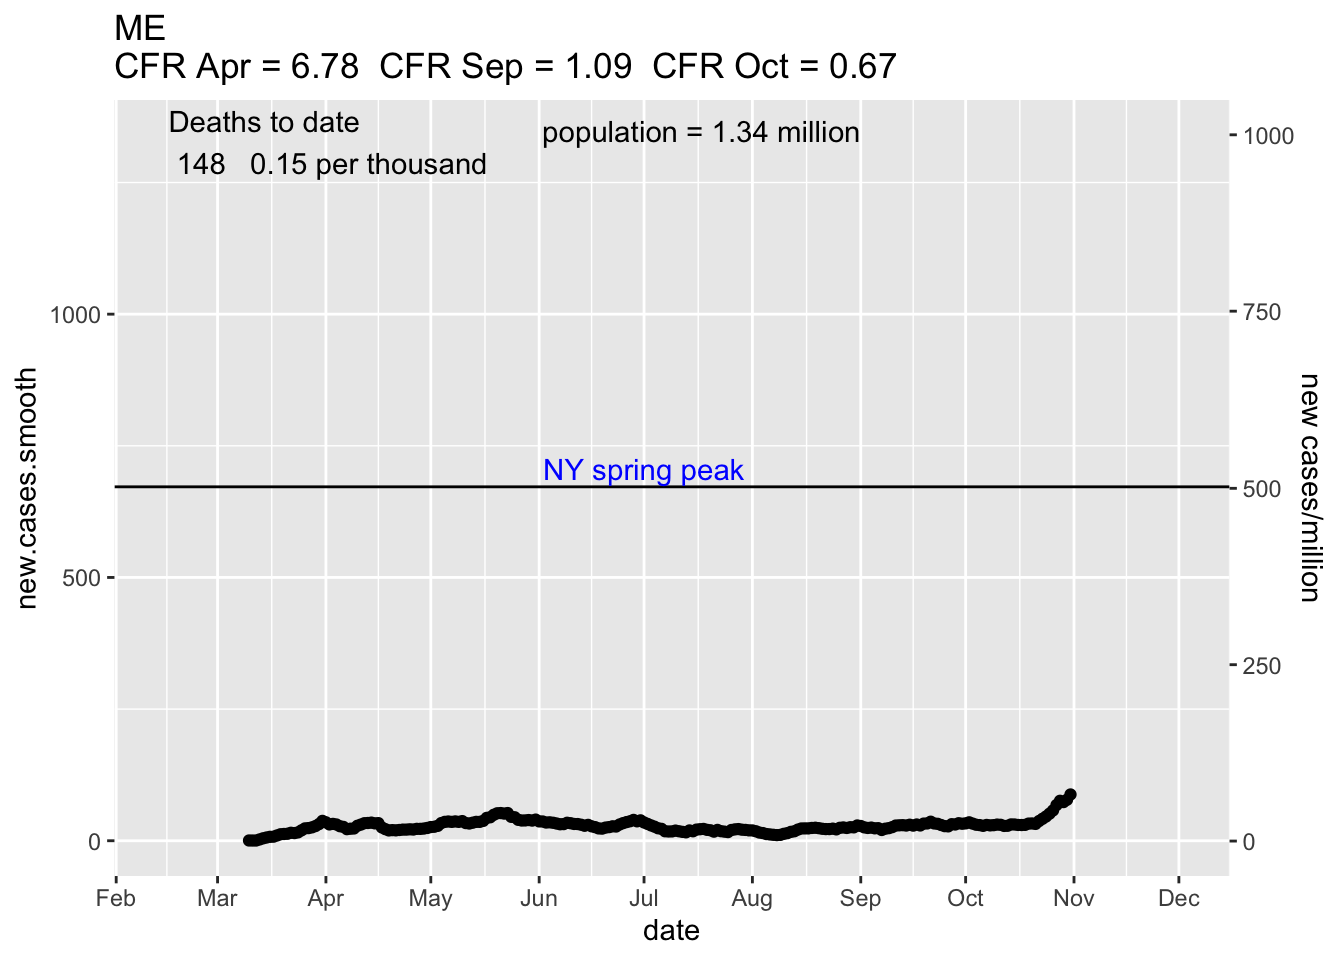 ME
CFR Apr = 6.78  CFR Sep = 1.09  CFR Oct = 0.67
Deaths to date
148   0.15 per thousand
population = 1.34 million
NY spring peak
new.cases.smooth
1000
500
0
new cases/million
1000
750
500
250
0
Feb Mar Apr May Jun Jul Aug Sep Oct Nov Dec
date